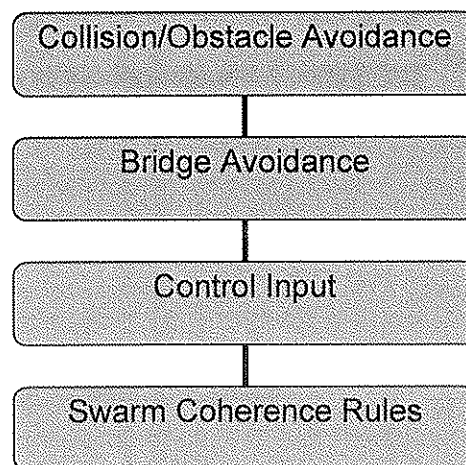 Collision/Obstacle Avoidance
Bridge Avoidance
Control Input
Swarm Coherence Rules